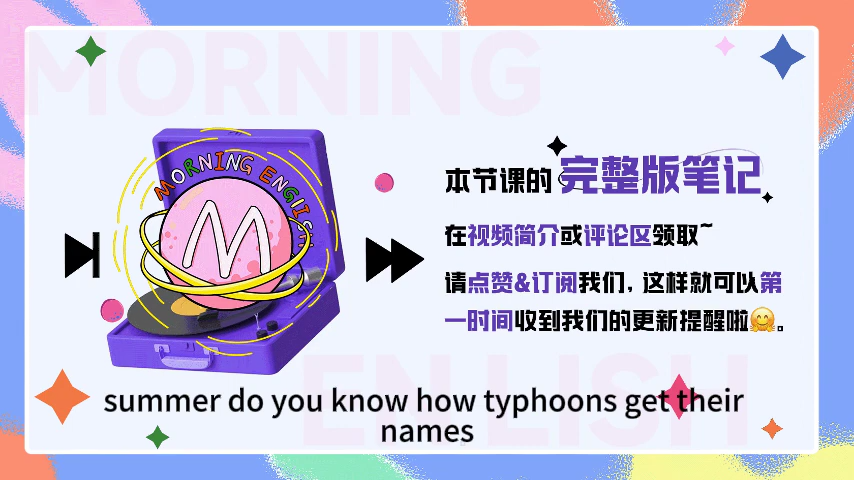 MORNING
MORNING ENGLISH
M
本节课的 完整版笔记
在视频简介或评论区领取~
请点赞&订阅我们，这样就可以第
一时间收到我们的更新提醒啦🤗。
EN LISH
summer do you know how typhoons get their
names